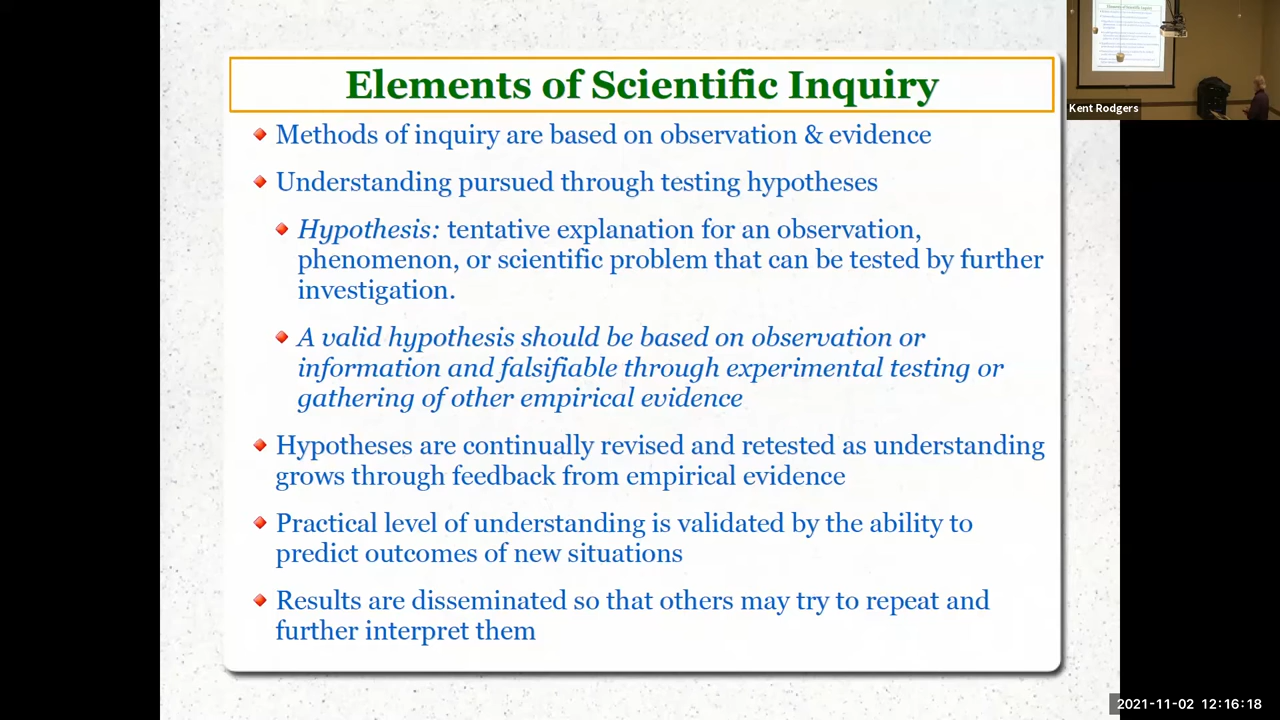 Elements of Scientific Inquiry
Methods of inquiry are based on observation & evidence
Understanding pursued through testing hypotheses
Hypothesis: tentative explanation for an observation,
phenomenon, or scientific problem that can be tested by further
investigation.
A valid hypothesis should be based on observation or
information and falsifiable through experimental testing or
gathering of other empirical evidence
Hypotheses are continually revised and retested as understanding
grows through feedback from empirical evidence
Practical level of understanding is validated by the ability to
predict outcomes of new situations
Results are disseminated so that others may try to repeat and
further interpret them
Kent Rodgers
2021-11-02 12:16:18